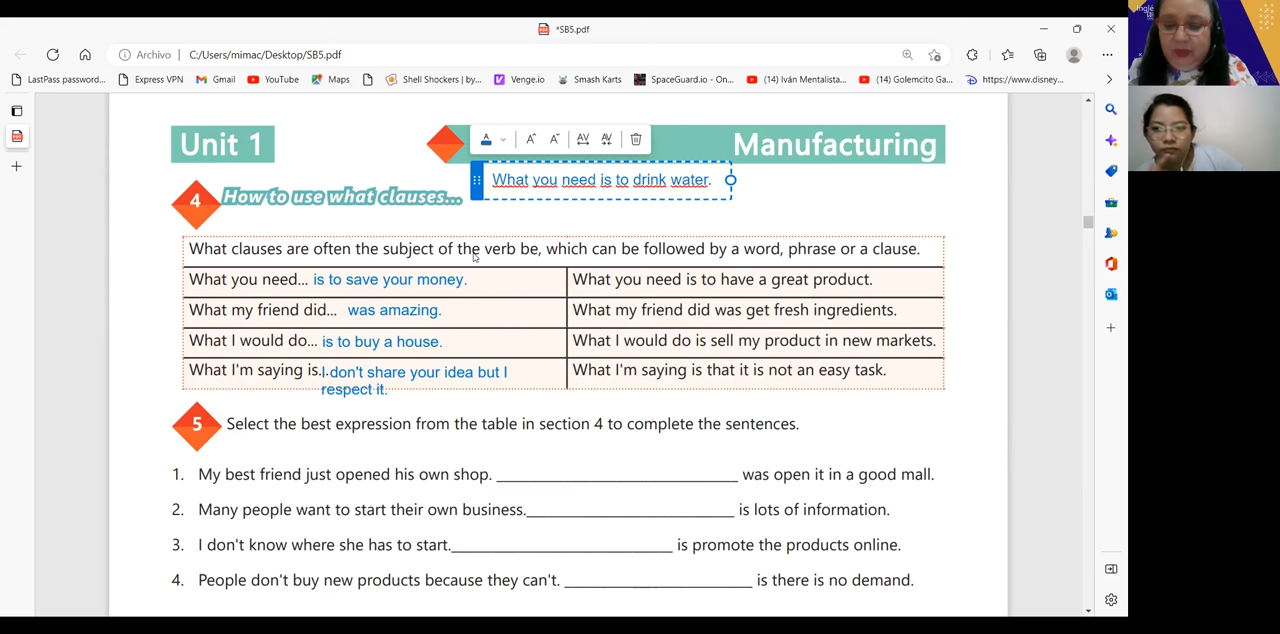 *SB5.pdf
Archivo | C:/Users/mimac/Desktop/SB5.pdf
LastPass password... Express VPN Gmail YouTube Maps Shell Shockers | by... Venge.io Smash Karts SpaceGuard.io - On... (14) Iván Mentalista... (14) Golemcito Ga... https://www.disney...
Unit 1
Manufacturing
What you need is to drink water.
4 How to use what clauses...
What clauses are often the subject of the verb be, which can be followed by a word, phrase or a clause.
What you need... is to save your money. What you need is to have a great product.
What my friend did... was amazing. What my friend did was get fresh ingredients.
What I would do... is to buy a house. What I would do is sell my product in new markets.
What I'm saying is... I don't share your idea but I What I'm saying is that it is not an easy task.
respect it.
5 Select the best expression from the table in section 4 to complete the sentences.
1. My best friend just opened his own shop. ____ was open it in a good mall.
2. Many people want to start their own business. ____ is lots of information.
3. I don't know where she has to start. ____ is promote the products online.
4. People don't buy new products because they can't. ____ is there is no demand.